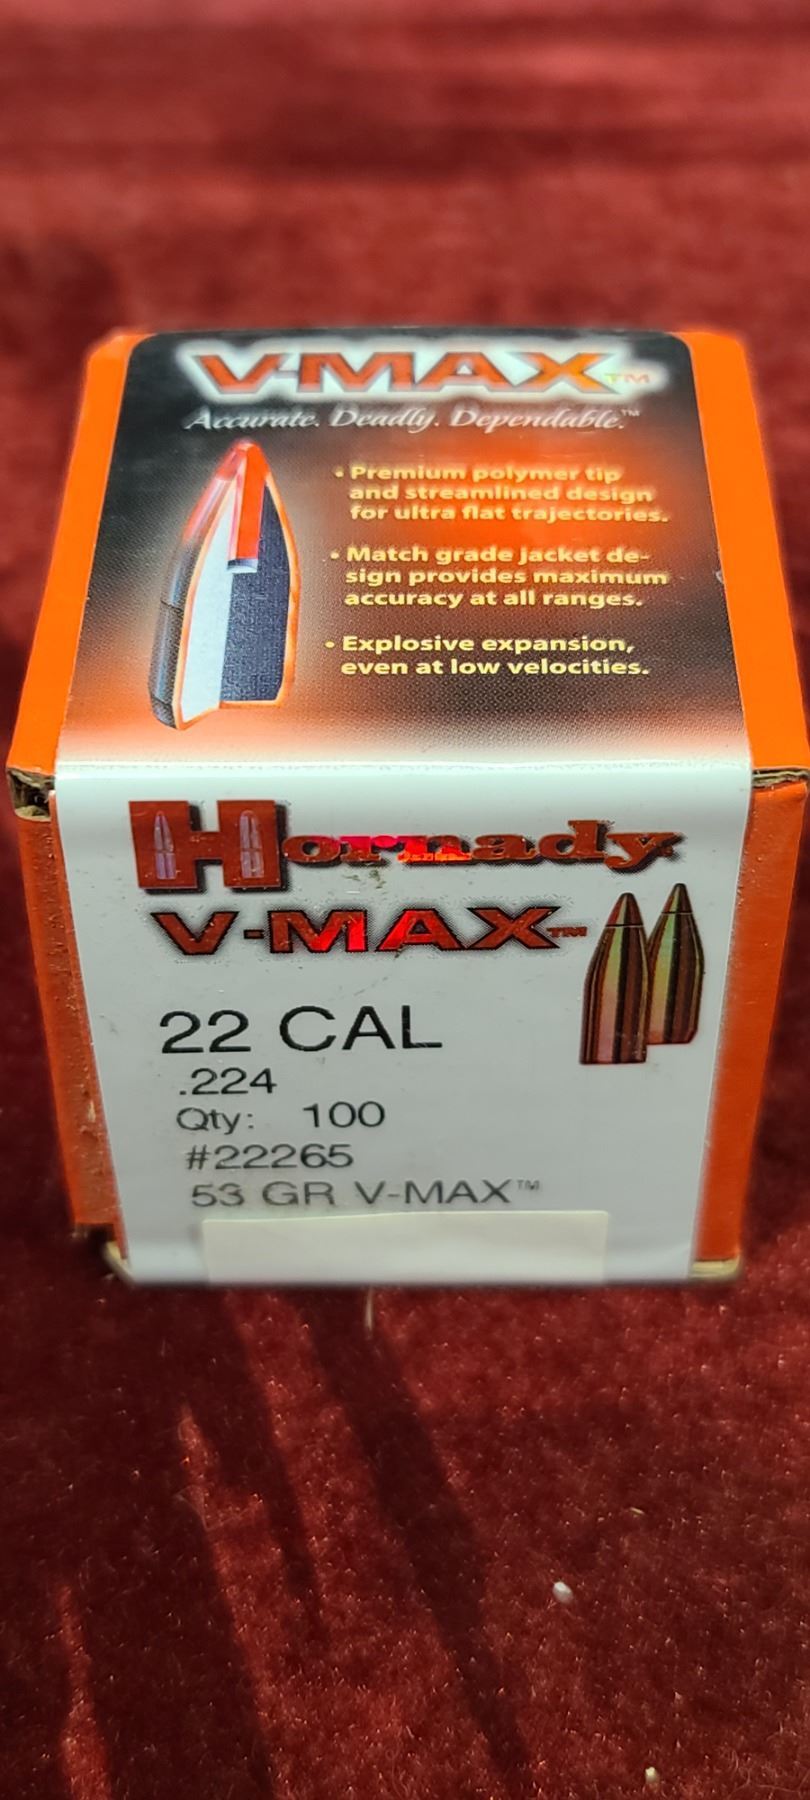 V-MAX™
Accurate. Deadly. Dependable.™
• Premium polymer tip
and streamlined design
for ultra flat trajectories.
• Match grade jacket de-
sign provides maximum
accuracy at all ranges.
• Explosive expansion,
even at low velocities.
Hornady
V-MAX™
22 CAL
.224
Qty: 100
#22265
53 GR V-MAX™